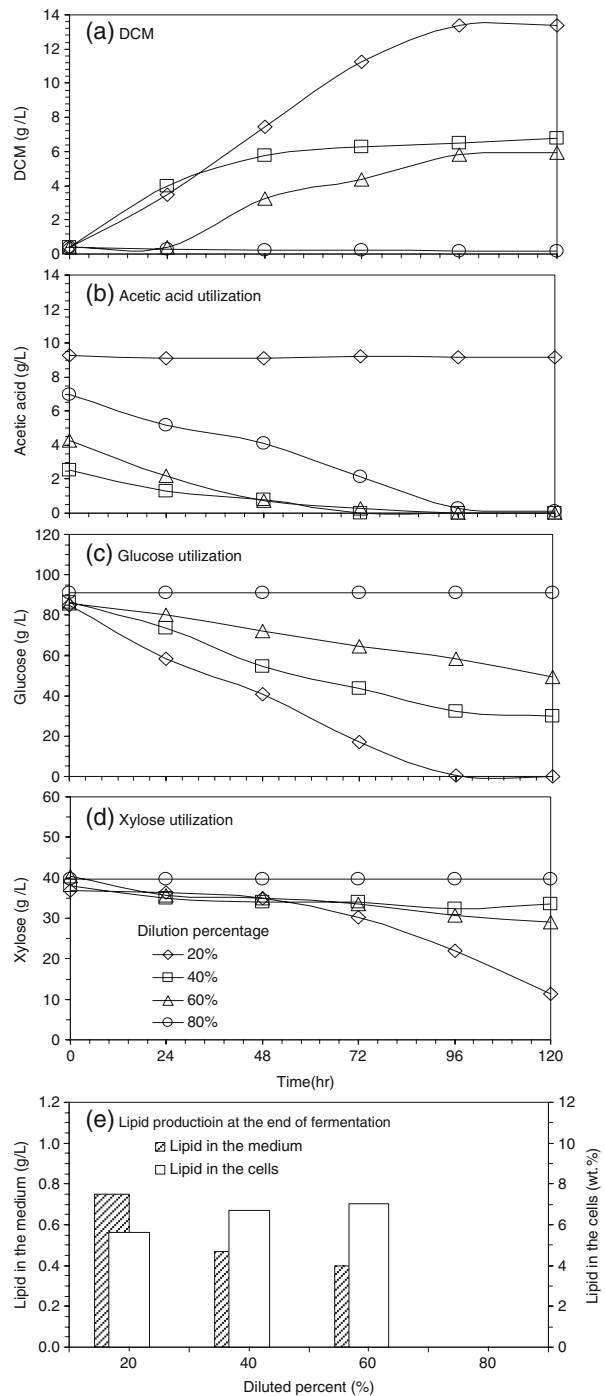 (a) DCM
14
12
10
8
6
4
2
0
DCM (g /L)
(b) Acetic acid utilization
14
12
10
8
6
4
2
0
Acetic acid (g/L)
(c) Glucose utilization
120
100
80
60
40
20
0
Glucose (g /L)
(d) Xylose utilization
60
50
40
30
20
10
0
Xylose (g /L)
Dilution percentage
20%
40%
60%
80%
0 24 48 72 96 120
Time(hr)
(e) Lipid productioin at the end of fermentation
Lipid in the medium
Lipid in the cells
1.2
1.0
0.8
0.6
0.4
0.2
0.0
Lipid in the medium (g/L)
12
10
8
6
4
2
0
Lipid in the cells (wt.%)
20 40 60 80
Diluted percent (%)